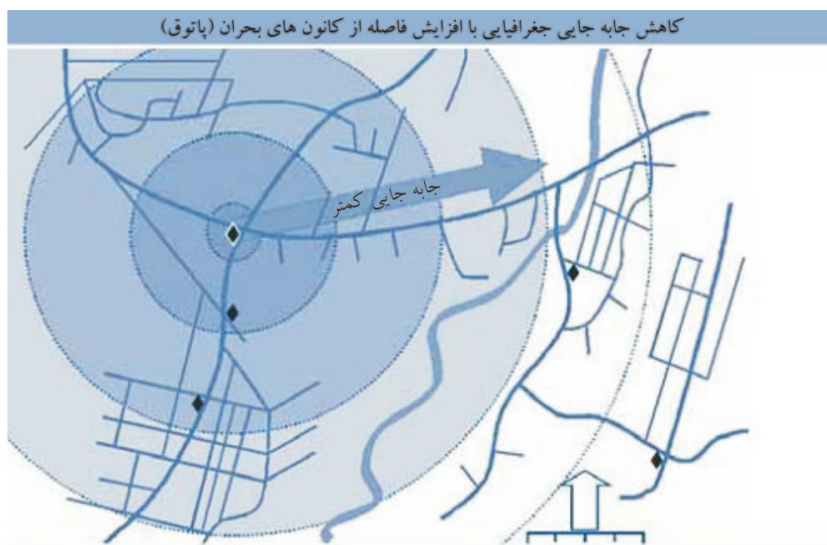 کاهش جابه جایی جغرافیایی با افزایش فاصله از کانون های بحران (پاتوق)
جابه جایی کمتر